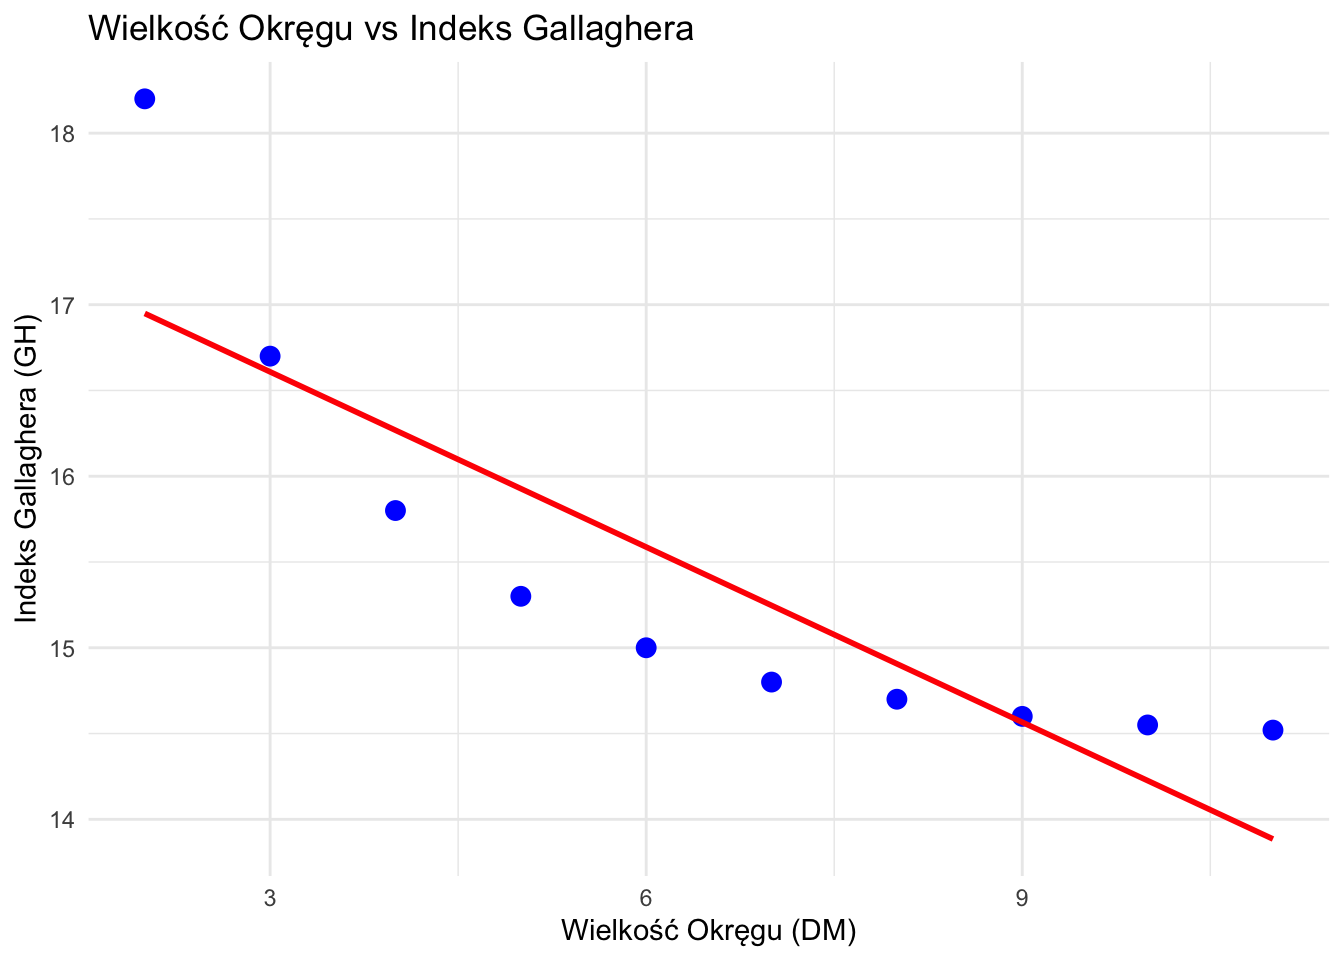 Wielkość Okręgu vs Indeks Gallaghera
18
17
16
15
14
Indeks Gallaghera (GH)
3
6
9
Wielkość Okręgu (DM)